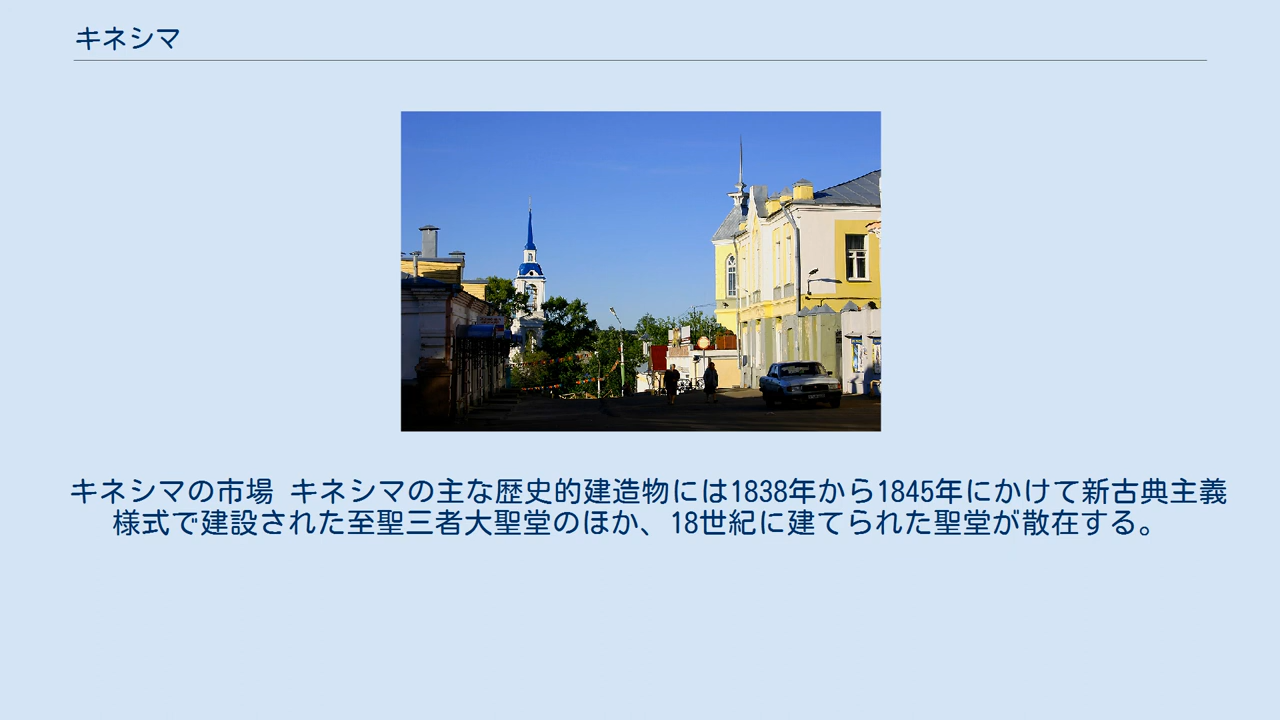 キネシマ
キネシマの市場 キネシマの主な歴史的建造物には1838年から1845年にかけて新古典主義
様式で建設された至聖三者大聖堂のほか、18世紀に建てられた聖堂が散在する。